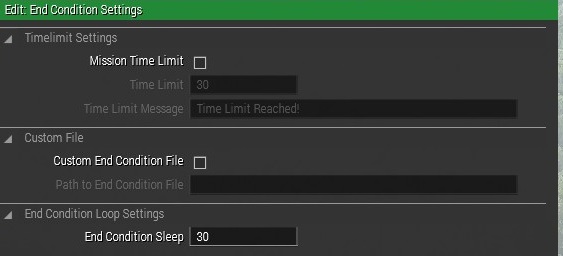 Edit: End Condition Settings
Timelimit Settings
Mission Time Limit
Time Limit 30
Time Limit Message Time Limit Reached!
Custom File
Custom End Condition File
Path to End Condition File
End Condition Loop Settings
End Condition Sleep 30